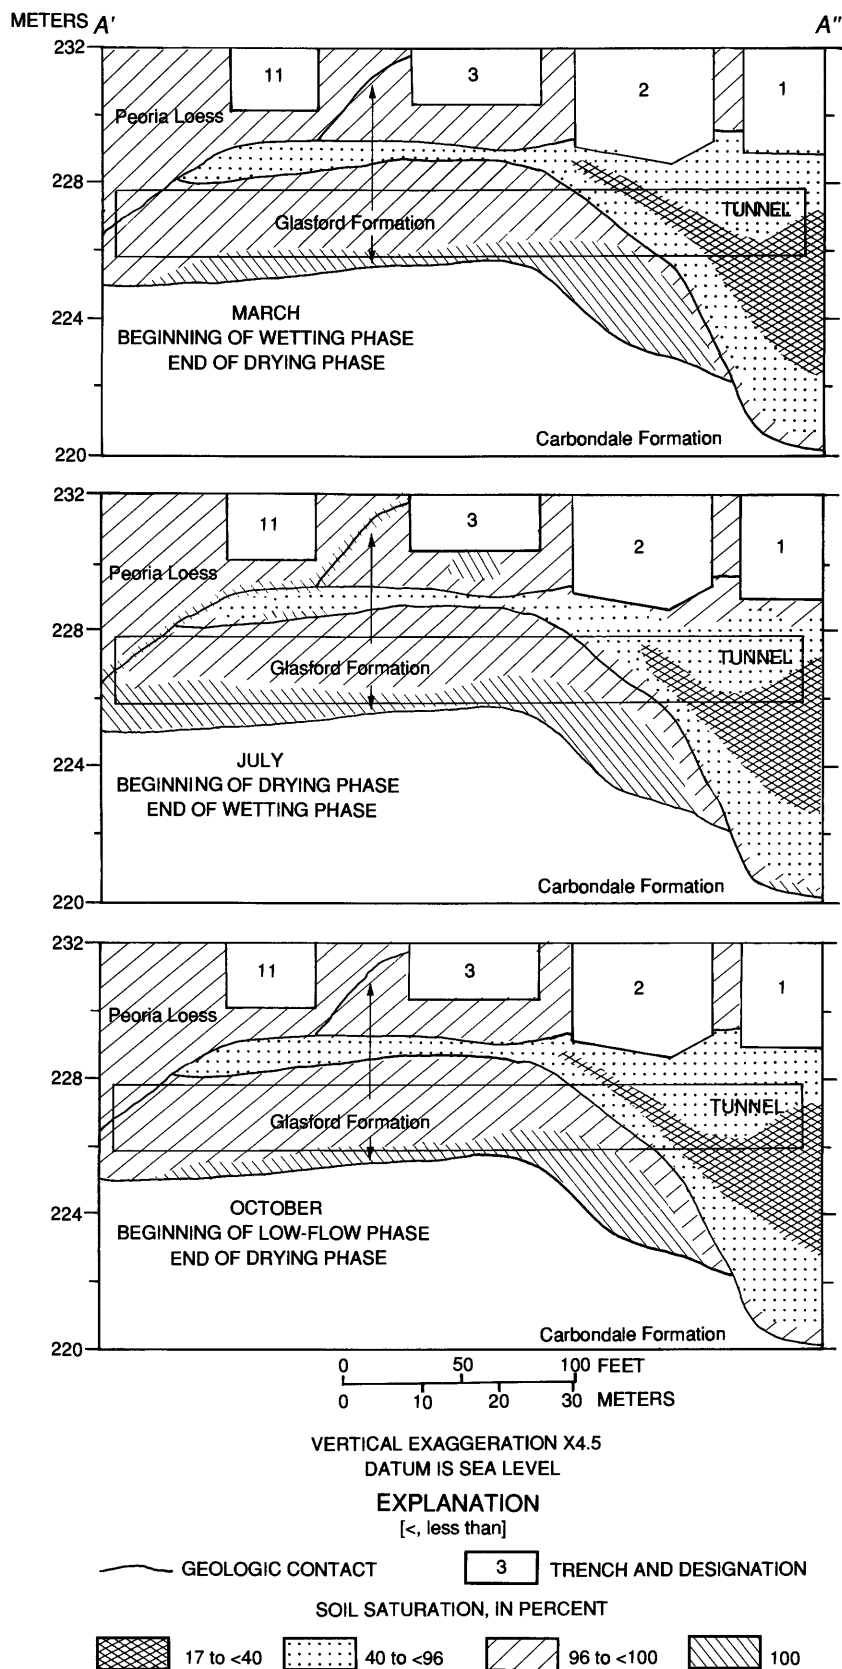 METERS A' A"
232
11 3 2 1
Peoria Loess
228
TUNNEL
Glasford Formation
224
MARCH
BEGINNING OF WETTING PHASE
END OF DRYING PHASE
Carbondale Formation
220
232
11 3 2 1
Peoria Loess
228
TUNNEL
Glasford Formation
224
JULY
BEGINNING OF DRYING PHASE
END OF WETTING PHASE
Carbondale Formation
220
232
11 3 2 1
Peoria Loess
228
TUNNEL
Glasford Formation
224
OCTOBER
BEGINNING OF LOW-FLOW PHASE
END OF DRYING PHASE
Carbondale Formation
220
0 50 100 FEET
0 10 20 30 METERS
VERTICAL EXAGGERATION X4.5
DATUM IS SEA LEVEL
EXPLANATION
[<, less than]
GEOLOGIC CONTACT 3 TRENCH AND DESIGNATION
SOIL SATURATION, IN PERCENT
17 to <40 40 to <96 96 to <100 100